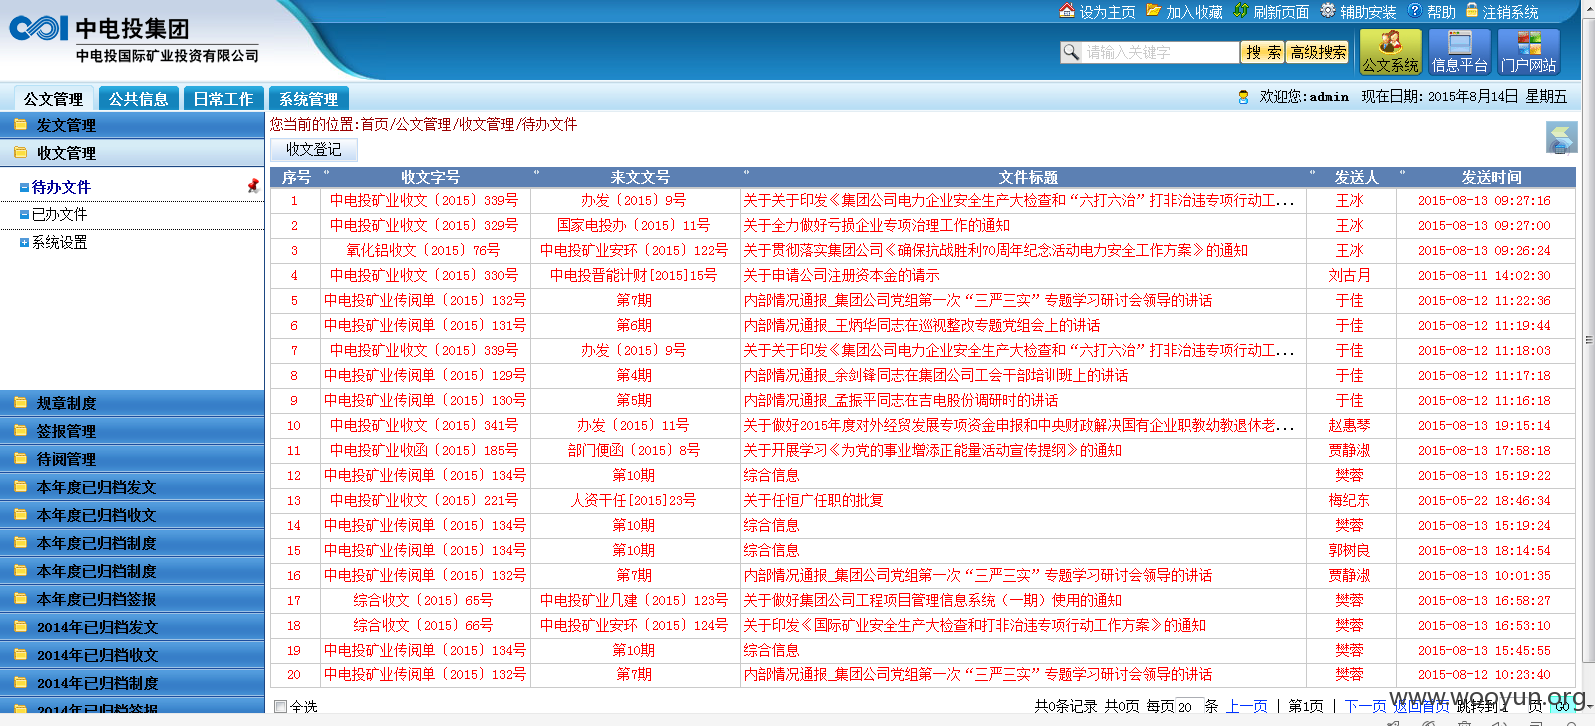 设为主页 加入收藏 刷新页面 辅助安装 帮助 注销系统
中电投集团
中电投国际矿业投资有限公司
请输入关键字 搜 索 高级搜索
公文系统 信息平台 门户网站
公文管理 公共信息 日常工作 系统管理
欢迎您:admin 现在日期:2015年8月14日 星期五
发文管理
收文管理
待办文件
已办文件
系统设置
规章制度
签报管理
待阅管理
本年度已归档发文
本年度已归档收文
本年度已归档制度
本年度已归档制度
本年度已归档签报
2014年已归档发文
2014年已归档收文
2014年已归档制度
2014年已归档签报
您当前的位置:首页/公文管理/收文管理/待办文件
收文登记
序号 收文字号 来文文号 文件标题 发送人 发送时间
1 中电投矿业收文〔2015〕339号 办发〔2015〕9号 关于关于印发《集团公司电力企业安全生产大检查和“六打六治”打非治违专项行动工... 王冰 2015-08-13 09:27:16
2 中电投矿业收文〔2015〕329号 国家电投办〔2015〕11号 关于全力做好亏损企业专项治理工作的通知 王冰 2015-08-13 09:27:00
3 氧化铝收文〔2015〕76号 中电投矿业安环〔2015〕122号 关于贯彻落实集团公司《确保抗战胜利70周年纪念活动电力安全工作方案》的通知 王冰 2015-08-13 09:26:24
4 中电投矿业收文〔2015〕330号 中电投晋能计财[2015]15号 关于申请公司注册资本金的请示 刘古月 2015-08-11 14:02:30
5 中电投矿业传阅单〔2015〕132号 第7期 内部情况通报_集团公司党组第一次“三严三实”专题学习研讨会领导的讲话 于佳 2015-08-12 11:22:36
6 中电投矿业传阅单〔2015〕131号 第6期 内部情况通报_王炳华同志在巡视整改专题党组会上的讲话 于佳 2015-08-12 11:19:44
7 中电投矿业收文〔2015〕339号 办发〔2015〕9号 关于关于印发《集团公司电力企业安全生产大检查和“六打六治”打非治违专项行动工... 于佳 2015-08-12 11:18:03
8 中电投矿业传阅单〔2015〕129号 第4期 内部情况通报_余剑锋同志在集团公司工会干部培训班上的讲话 于佳 2015-08-12 11:17:18
9 中电投矿业传阅单〔2015〕130号 第5期 内部情况通报_孟振平同志在吉电股份调研时的讲话 于佳 2015-08-12 11:16:18
10 中电投矿业收文〔2015〕341号 办发〔2015〕11号 关于做好2015年度对外经贸发展专项资金申报和中央财政解决国有企业职教幼教退休老... 赵惠琴 2015-08-13 19:15:14
11 中电投矿业收函〔2015〕185号 部门便函〔2015〕8号 关于开展学习《为党的事业增添正能量活动宣传提纲》的通知 贾静淑 2015-08-13 17:58:18
12 中电投矿业传阅单〔2015〕134号 第10期 综合信息 樊蓉 2015-08-13 15:19:22
13 中电投矿业收文〔2015〕221号 人资干任[2015]23号 关于任恒广任职的批复 梅纪东 2015-05-22 18:46:34
14 中电投矿业传阅单〔2015〕134号 第10期 综合信息 樊蓉 2015-08-13 15:19:24
15 中电投矿业传阅单〔2015〕134号 第10期 综合信息 郭树良 2015-08-13 18:14:54
16 中电投矿业传阅单〔2015〕132号 第7期 内部情况通报_集团公司党组第一次“三严三实”专题学习研讨会领导的讲话 贾静淑 2015-08-13 10:01:35
17 综合收文〔2015〕65号 中电投矿业几建〔2015〕123号 关于做好集团公司工程项目管理信息系统（一期）使用的通知 樊蓉 2015-08-13 16:58:27
18 综合收文〔2015〕66号 中电投矿业安环〔2015〕124号 关于印发《国际矿业安全生产大检查和打非治违专项行动工作方案》的通知 樊蓉 2015-08-13 16:53:10
19 中电投矿业传阅单〔2015〕134号 第10期 综合信息 樊蓉 2015-08-13 15:45:55
20 中电投矿业传阅单〔2015〕132号 第7期 内部情况通报_集团公司党组第一次“三严三实”专题学习研讨会领导的讲话 樊蓉 2015-08-12 10:23:40
全选 共0条记录 共0页 每页20 条 上一页 | 第1页 | 下一页 返回首页 跳转到 1 页 GO
www.wooyun.org